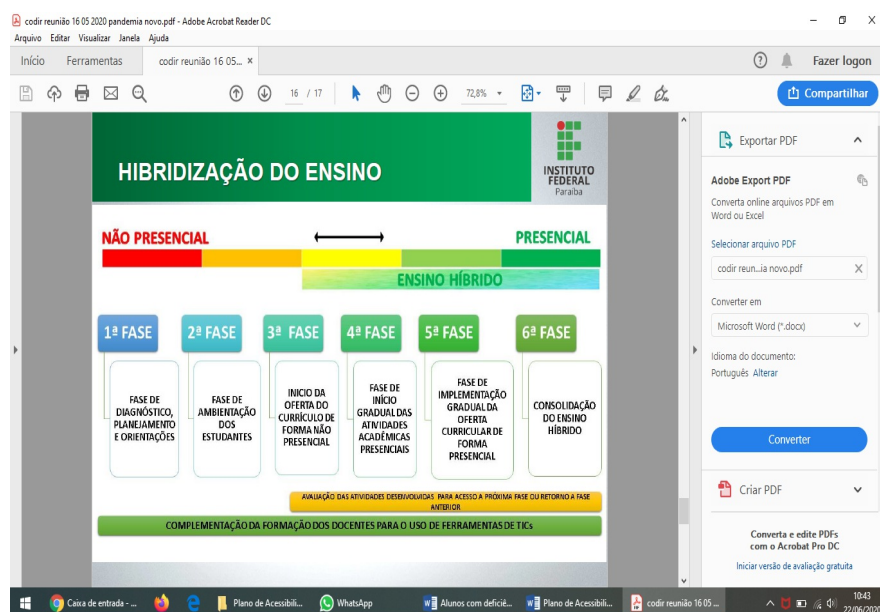 codir reunião 16 05 2020 pandemia novo.pdf - Adobe Acrobat Reader DC
Arquivo Editar Visualizar Janela Ajuda
Início Ferramentas codir reunião 16 05... × Fazer logon
16 / 17 72,8% Compartilhar
HIBRIDIZAÇÃO DO ENSINO
INSTITUTO
FEDERAL
Paraíba
NÃO PRESENCIAL PRESENCIAL
ENSINO HÍBRIDO
1ª FASE 2ª FASE 3ª FASE 4ª FASE 5ª FASE 6ª FASE
FASE DE
DIAGNÓSTICO,
PLANEJAMENTO
E ORIENTAÇÕES
FASE DE
AMBIENTAÇÃO
DOS
ESTUDANTES
INICIO DA
OFERTA DO
CURRÍCULO DE
FORMA NÃO
PRESENCIAL
FASE DE
INÍCIO
GRADUAL DAS
ATIVIDADES
ACADÊMICAS
PRESENCIAIS
FASE DE
IMPLEMENTAÇÃO
GRADUAL DA
OFERTA
CURRICULAR DE
FORMA
PRESENCIAL
CONSOLIDAÇÃO
DO ENSINO
HÍBRIDO
AVALIAÇÃO DAS ATIVIDADES DESENVOLVIDAS PARA ACESSO A PRÓXIMA FASE OU RETORNO A FASE
ANTERIOR
COMPLEMENTAÇÃO DA FORMAÇÃO DOS DOCENTES PARA O USO DE FERRAMENTAS DE TICs
Exportar PDF
Adobe Export PDF
Converta online arquivos PDF em
Word ou Excel
Selecionar arquivo PDF
codir reun...ia novo.pdf
Converter em
Microsoft Word (*.docx)
Idioma do documento:
Português Alterar
Converter
Criar PDF
Converta e edite PDFs
com o Acrobat Pro DC
Iniciar versão de avaliação gratuita
Caixa de entrada - ... Plano de Acessibili... WhatsApp Alunos com deficiê... Plano de Acessibili... codir reunião 16 05 ... 10:43
22/06/2020